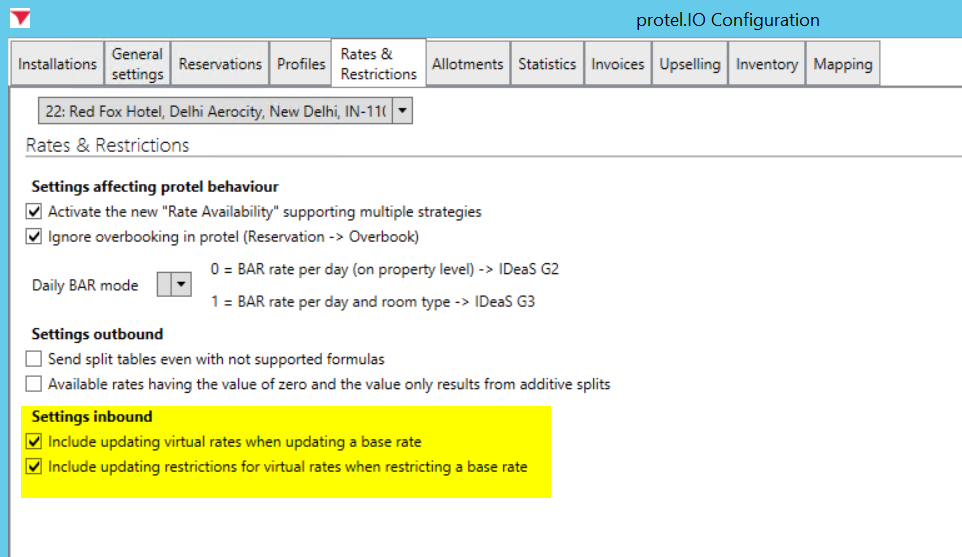 protel.IO Configuration
Installations
General
settings
Reservations
Profiles
Rates &
Restrictions
Allotments
Statistics
Invoices
Upselling
Inventory
Mapping
22: Red Fox Hotel, Delhi Aerocity, New Delhi, IN-110
Rates & Restrictions
Settings affecting protel behaviour
Activate the new "Rate Availability" supporting multiple strategies
Ignore overbooking in protel (Reservation -> Overbook)
Daily BAR mode
0 = BAR rate per day (on property level) -> IDeaS G2
1 = BAR rate per day and room type -> IDeaS G3
Settings outbound
Send split tables even with not supported formulas
Available rates having the value of zero and the value only results from additive splits
Settings inbound
Include updating virtual rates when updating a base rate
Include updating restrictions for virtual rates when restricting a base rate